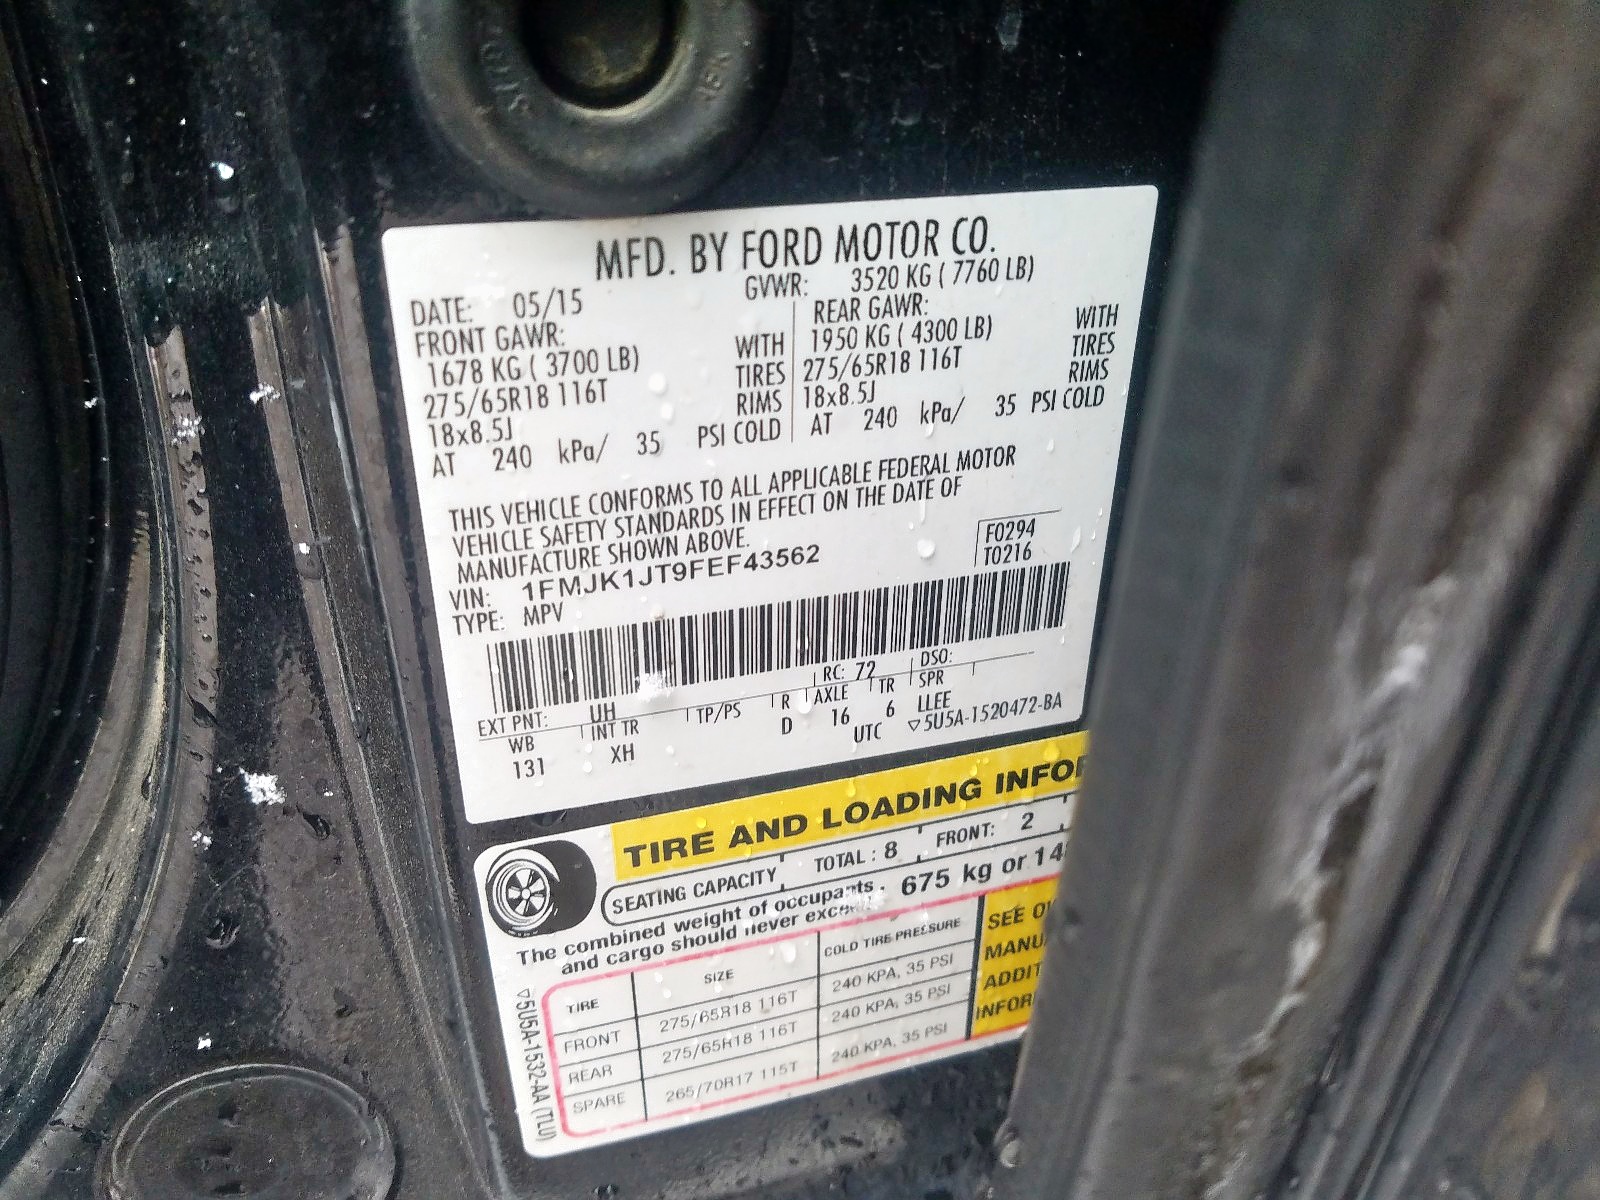 MFD. BY FORD MOTOR CO.
DATE: 05/15 GVWR: 3520 KG ( 7760 LB)
FRONT GAWR: REAR GAWR:
1678 KG ( 3700 LB) WITH 1950 KG ( 4300 LB) WITH
275/65R18 116T TIRES 275/65R18 116T TIRES
18x8.5J RIMS 18x8.5J RIMS
AT 240 kPa/ 35 PSI COLD AT 240 kPa/ 35 PSI COLD
THIS VEHICLE CONFORMS TO ALL APPLICABLE FEDERAL MOTOR
VEHICLE SAFETY STANDARDS IN EFFECT ON THE DATE OF
MANUFACTURE SHOWN ABOVE.
F0294
T0216
VIN: 1FMJK1JT9FEF43562
TYPE: MPV
EXT PNT: UH RC: 72 DSO:
WB INT TR TP/PS R AXLE TR SPR
131 XH D 16 6 LLEE
UTC ▽5U5A-1520472-BA
TIRE AND LOADING INFOR
SEATING CAPACITY TOTAL : 8 FRONT: 2
The combined weight of occupants
and cargo should never exceed 675 kg or 148
TIRE SIZE COLD TIRE PRESSURE
FRONT 275/65R18 116T 240 KPA, 35 PSI
REAR 275/65R18 116T 240 KPA, 35 PSI
SPARE 265/70R17 115T 240 KPA, 35 PSI
SEE OW
MANU
ADDIT
INFOR
▽5U5A-1532-AA (TLU)